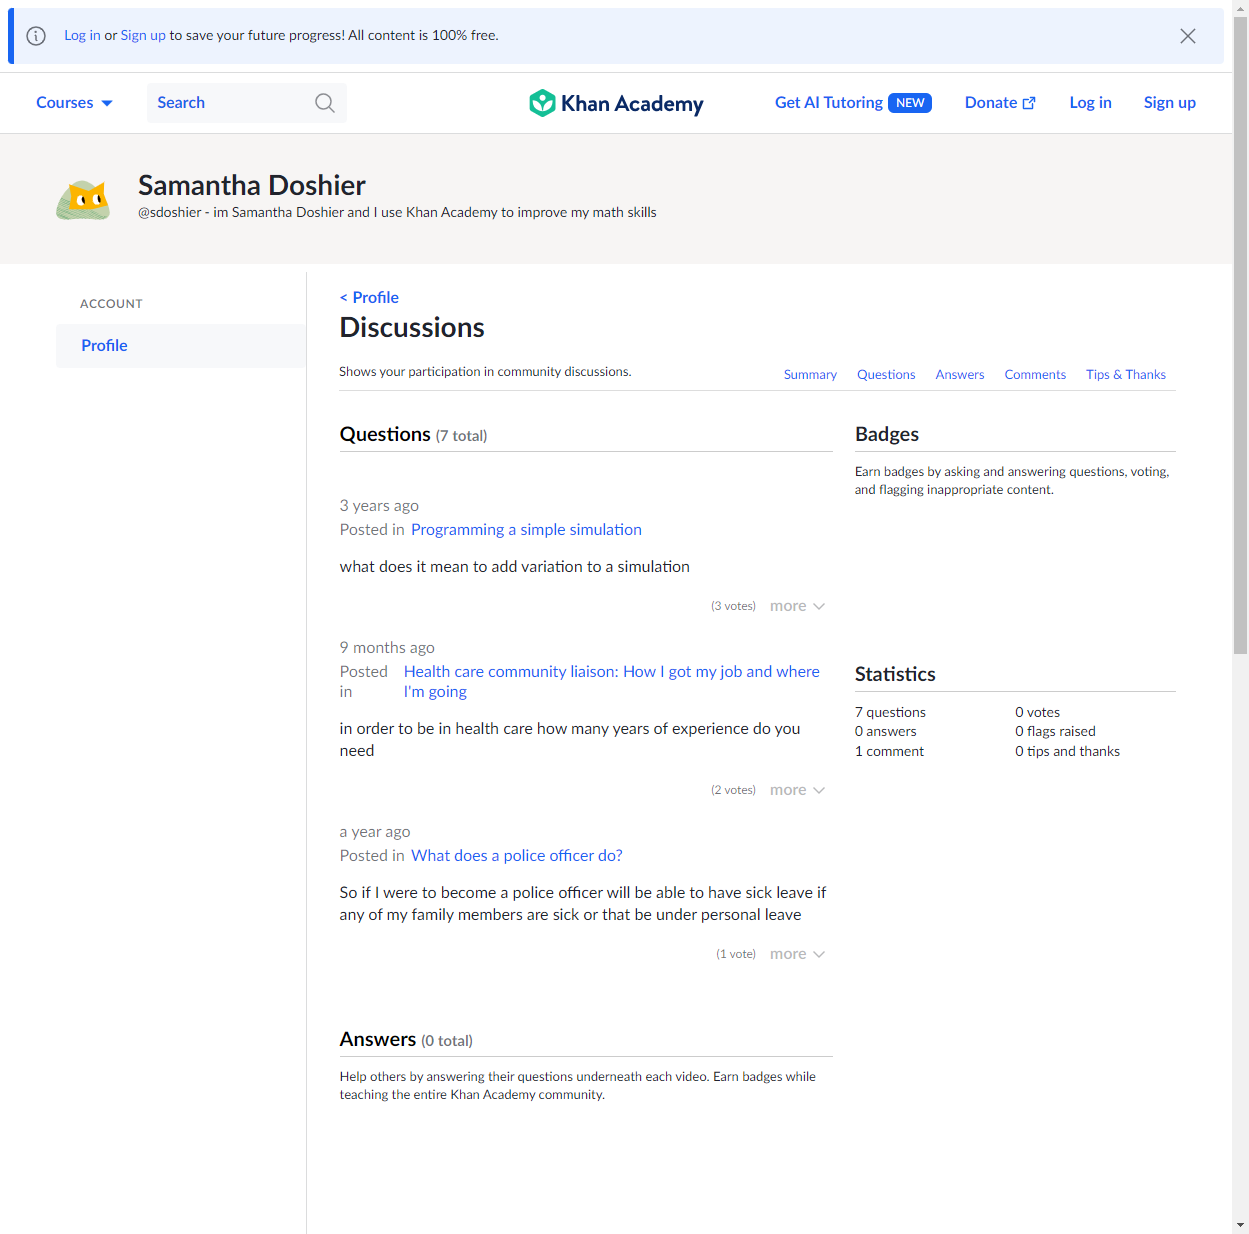 Log in or Sign up to save your future progress! All content is 100% free.
Courses
Search
Khan Academy
Get AI Tutoring NEW
Donate
Log in
Sign up
Samantha Doshier
@sdoshier - im Samantha Doshier and I use Khan Academy to improve my math skills
ACCOUNT
Profile
< Profile
Discussions
Shows your participation in community discussions.
Summary
Questions
Answers
Comments
Tips & Thanks
Questions (7 total)
3 years ago
Posted in Programming a simple simulation
what does it mean to add variation to a simulation
(3 votes) more
9 months ago
Posted in Health care community liaison: How I got my job and where
I'm going
in order to be in health care how many years of experience do you
need
(2 votes) more
a year ago
Posted in What does a police officer do?
So if I were to become a police officer will be able to have sick leave if
any of my family members are sick or that be under personal leave
(1 vote) more
Answers (0 total)
Help others by answering their questions underneath each video. Earn badges while
teaching the entire Khan Academy community.
Badges
Earn badges by asking and answering questions, voting,
and flagging inappropriate content.
Statistics
7 questions
0 votes
0 answers
0 flags raised
1 comment
0 tips and thanks